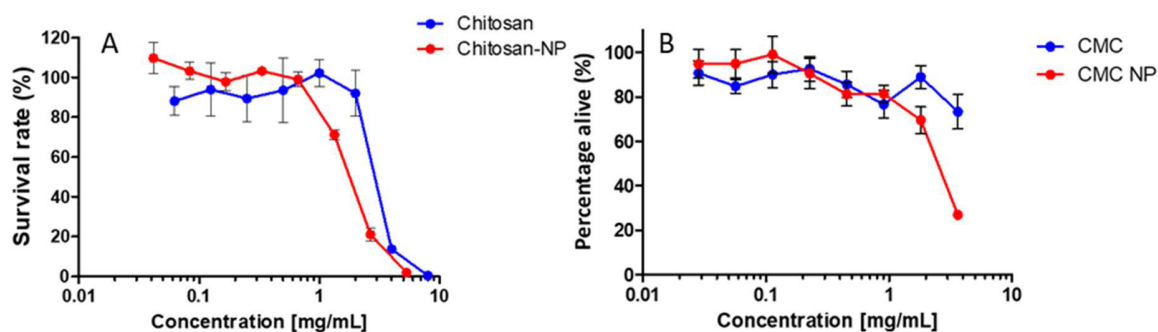 A
Chitosan
Chitosan-NP
Survival rate (%)
120
100
80
60
40
20
0
0.01
0.1
1
10
Concentration [mg/mL]
B
CMC
CMC NP
Percentage alive (%)
100
80
60
40
20
0
0.01
0.1
1
10
Concentration [mg/mL]